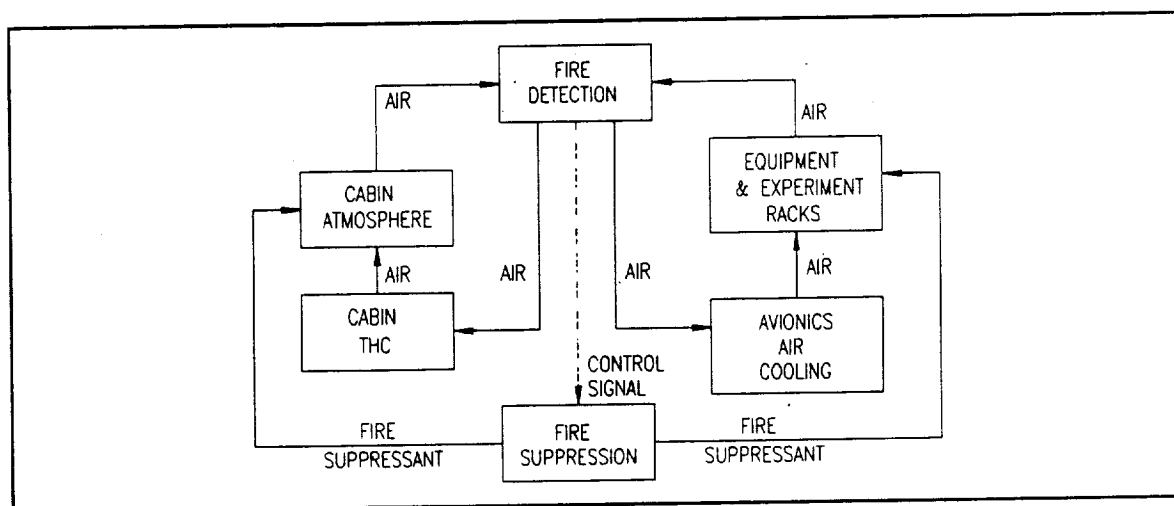 FIRE
DETECTION
AIR
AIR
EQUIPMENT
& EXPERIMENT
RACKS
CABIN
ATMOSPHERE
AIR
AIR
AIR
AIR
CABIN
THC
AVIONICS
AIR
COOLING
CONTROL
SIGNAL
FIRE
SUPPRESSANT
FIRE
SUPPRESSION
FIRE
SUPPRESSANT